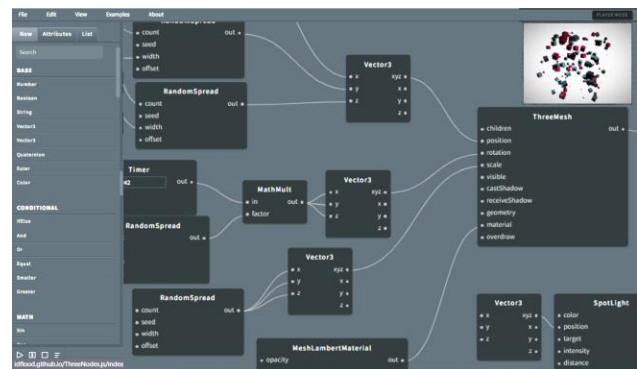 File Edit View Examples About
PLAYER MODE
New Attributes List
Search
BASE
Number
Boolean
String
Vector2
Vector3
Quaternion
Euler
Color
CONDITIONAL
IfElse
And
Or
Equal
Smaller
Greater
MATH
Sin
RandomSpread
count out
seed
width
offset
RandomSpread
count out
seed
width
offset
Timer
out
MathMult
in out
factor
RandomSpread
out
RandomSpread
count out
seed
width
offset
Vector3
x xyz
y x
z y
z
Vector3
x xyz
y x
z y
z
Vector3
x xyz
y x
z y
z
MeshLambertMaterial
opacity out
ThreeMesh
children out
position
rotation
scale
visible
castShadow
receiveShadow
geometry
material
overdraw
Vector3
x xyz
y x
z y
z
SpotLight
color
position
target
intensity
distance
idflood.github.io/ThreeNodes.js/index